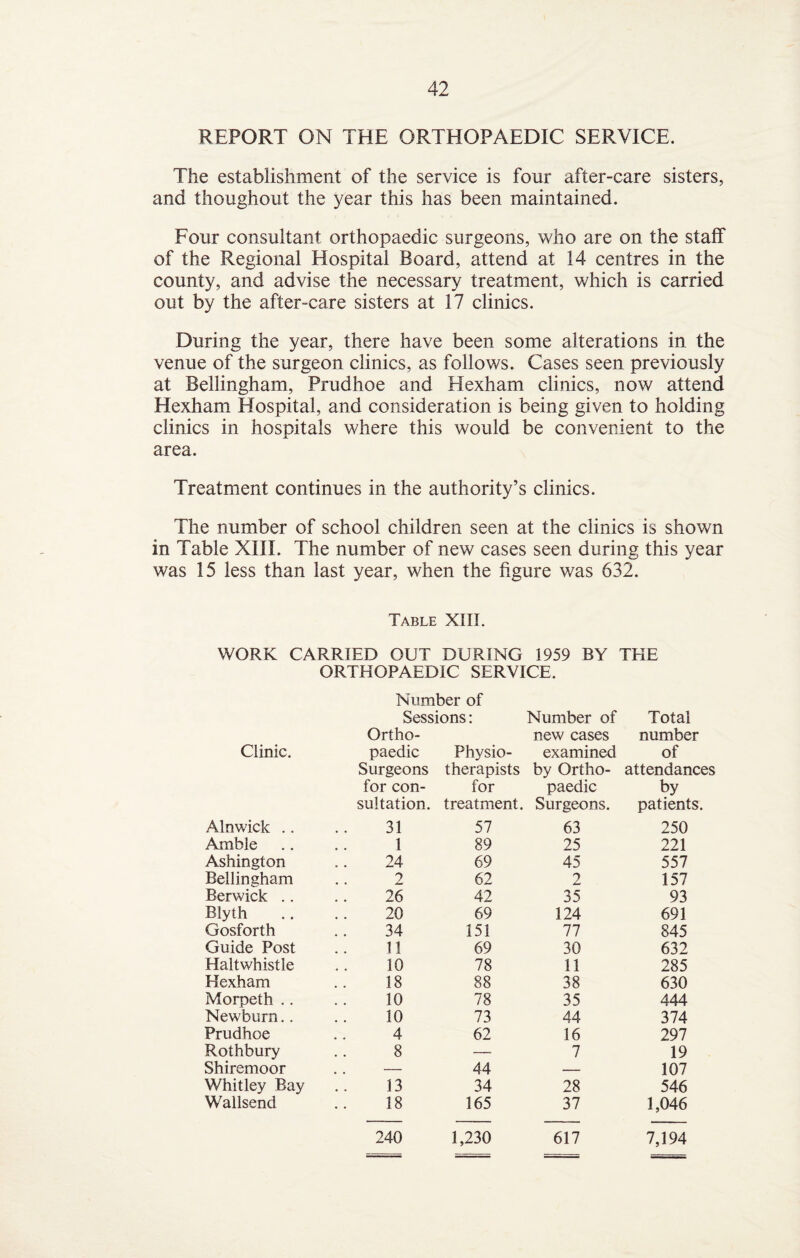 42
REPORT ON THE ORTHOPAEDIC SERVICE.
The establishment of the service is four after-care sisters,
and thoughout the year this has been maintained.
Four consultant orthopaedic surgeons, who are on the staff
of the Regional Hospital Board, attend at 14 centres in the
county, and advise the necessary treatment, which is carried
out by the after-care sisters at 17 clinics.
During the year, there have been some alterations in the
venue of the surgeon clinics, as follows. Cases seen previously
at Bellingham, Prudhoe and Hexham clinics, now attend
Hexham Hospital, and consideration is being given to holding
clinics in hospitals where this would be convenient to the
area.
Treatment continues in the authority's clinics.
The number of school children seen at the clinics is shown
in Table XIII. The number of new cases seen during this year
was 15 less than last year, when the figure was 632.
TABLE XIII.
WORK CARRIED OUT DURING 1959 BY THE
ORTHOPAEDIC SERVICE.
Number of
Sessions: Number of Total
Ortho- new cases number
Clinic. paedic Physio- examined of
Surgeons therapists by Ortho- attendances
for con- for paedic by
sultation. treatment. Surgeons. patients.
Alnwick .. .. 31 57 63 250
Amble .. .. 1 89 25 221
Ashington .. 24 69 45 557
Bellingham .. 2 62 2 157
Berwick .. .. 26 42 35 93
Blyth .. .. 20 69 124 691
Gosforth .. 34 151 77 845
Guide Post .. 11 69 30 632
Haltwhistle .. 10 78 11 285
Hexham .. 18 88 38 630
Morpeth .. .. 10 78 35 444
Newburn.. .. 10 73 44 374
Prudhoe .. 4 62 16 297
Rothbury .. 8 — 7 19
Shiremoor .. — 44 — 107
Whitley Bay .. 13 34 28 546
Wallsend .. 18 165 37 1,046
240 1,230 617 7,194